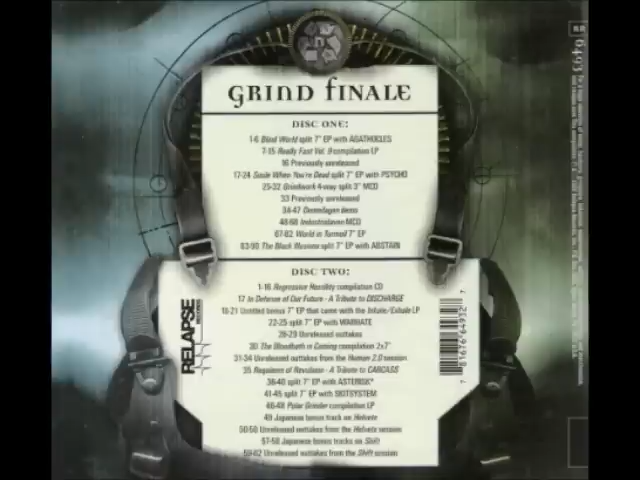 GRIND FINALE
DISC ONE:
1-6 Blind World split 7" EP with AGATHOCLES
7-15 Really Fast Vol. 9 compilation LP
16 Previously unreleased
17-24 Smile When You're Dead split 7" EP with PSYCHO
25-32 Grindwork 4-way split 3" MCD
33 Previously unreleased
34-47 Demolagen demo
48-66 Industrislaven MCD
67-82 World in Turmoil 7" EP
83-90 The Black Illusions split 7" EP with ABSTAIN
DISC TWO:
1-16 Regressive Hostility compilation CD
17 In Defense of Our Future - A Tribute to DISCHARGE
18-21 Untitled bonus 7" EP that came with the Inhale/Exhale LP
22-25 split 7" EP with WARHATE
26-29 Unreleased outtakes
30 The Bloodbath is Coming compilation 2x7"
31-34 Unreleased outtakes from the Human 2.0 session
35 Requiems of Revulsion - A Tribute to CARCASS
36-40 split 7" EP with ASTERISK*
41-45 split 7" EP with SKITSYSTEM
46-48 Polar Grinder compilation LP
49 Japanese bonus track on Helvete
50-56 Unreleased outtakes from the Helvete session
57-58 Japanese bonus tracks on Shift
59-62 Unreleased outtakes from the Shift session
RELAPSE
RECORDS
7 81676 64932 7
RR 6493